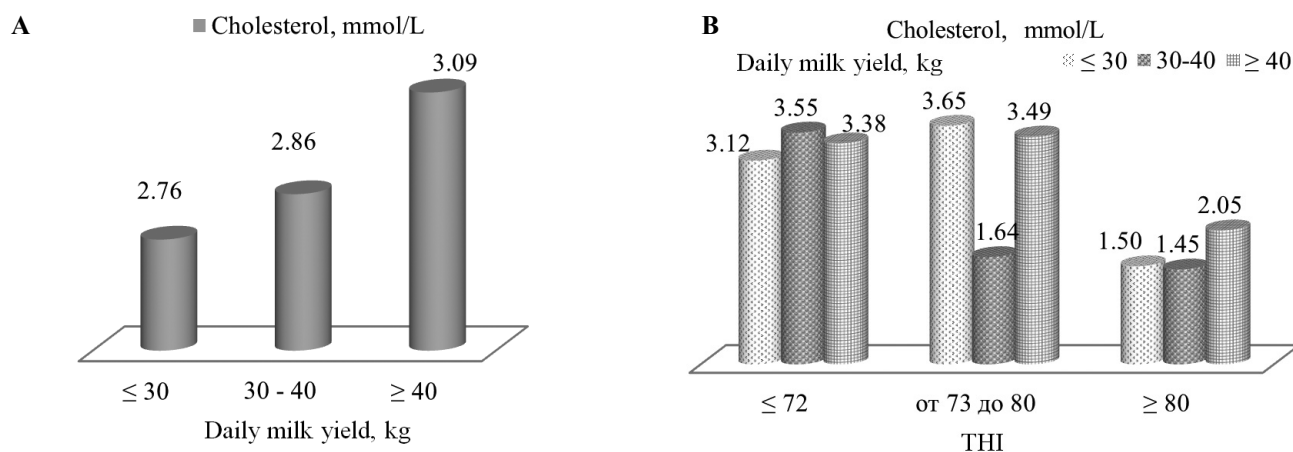 A
Cholesterol, mmol/L
3.09
2.86
2.76
≤ 30 30 - 40 ≥ 40
Daily milk yield, kg
B
Cholesterol, mmol/L
Daily milk yield, kg
≤ 30 30-40 ≥ 40
3.12 3.55 3.38 3.65 1.64 3.49 1.50 1.45 2.05
≤ 72 от 73 до 80 ≥ 80
THI